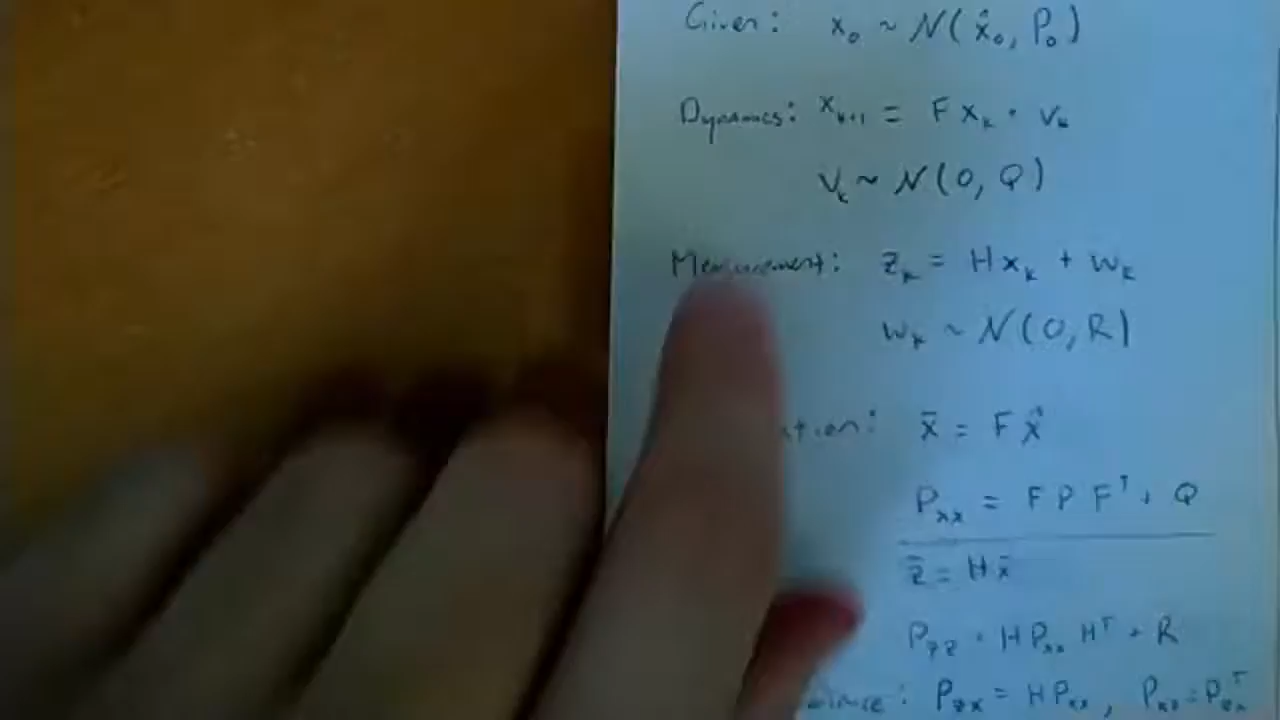 Given: x₀ ~ N(x̂₀, P₀)
Dynamics: xₖ₊₁ = F xₖ + vₖ
vₖ ~ N(0, Q)
Measurement: zₖ = H xₖ + wₖ
wₖ ~ N(0, R)
x̄ = F x̂
Pₓₓ = F P Fᵀ + Q
z̄ = H x̄
P_zz = H Pₓₓ Hᵀ + R
P_zx = H Pₓₓ, P_xz = P_zxᵀ